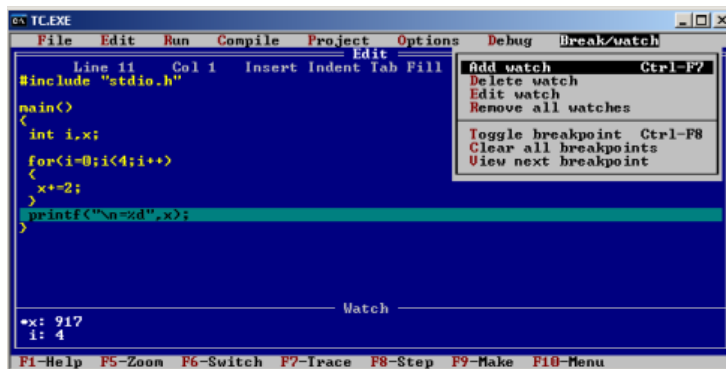 TC.EXE
File Edit Run Compile Project Options Debug Break/watch
Edit
Line 11 Col 1 Insert Indent Tab Fill
Add watch Ctrl-F7
Delete watch
Edit watch
Remove all watches
Toggle breakpoint Ctrl-F8
Clear all breakpoints
View next breakpoint
#include "stdio.h"
main()
{
int i,x;
for(i=0;i<4;i++)
{
x+=2;
}
printf("\n=%d",x);
}
Watch
•x: 917
i: 4
F1-Help F5-Zoom F6-Switch F7-Trace F8-Step F9-Make F10-Menu